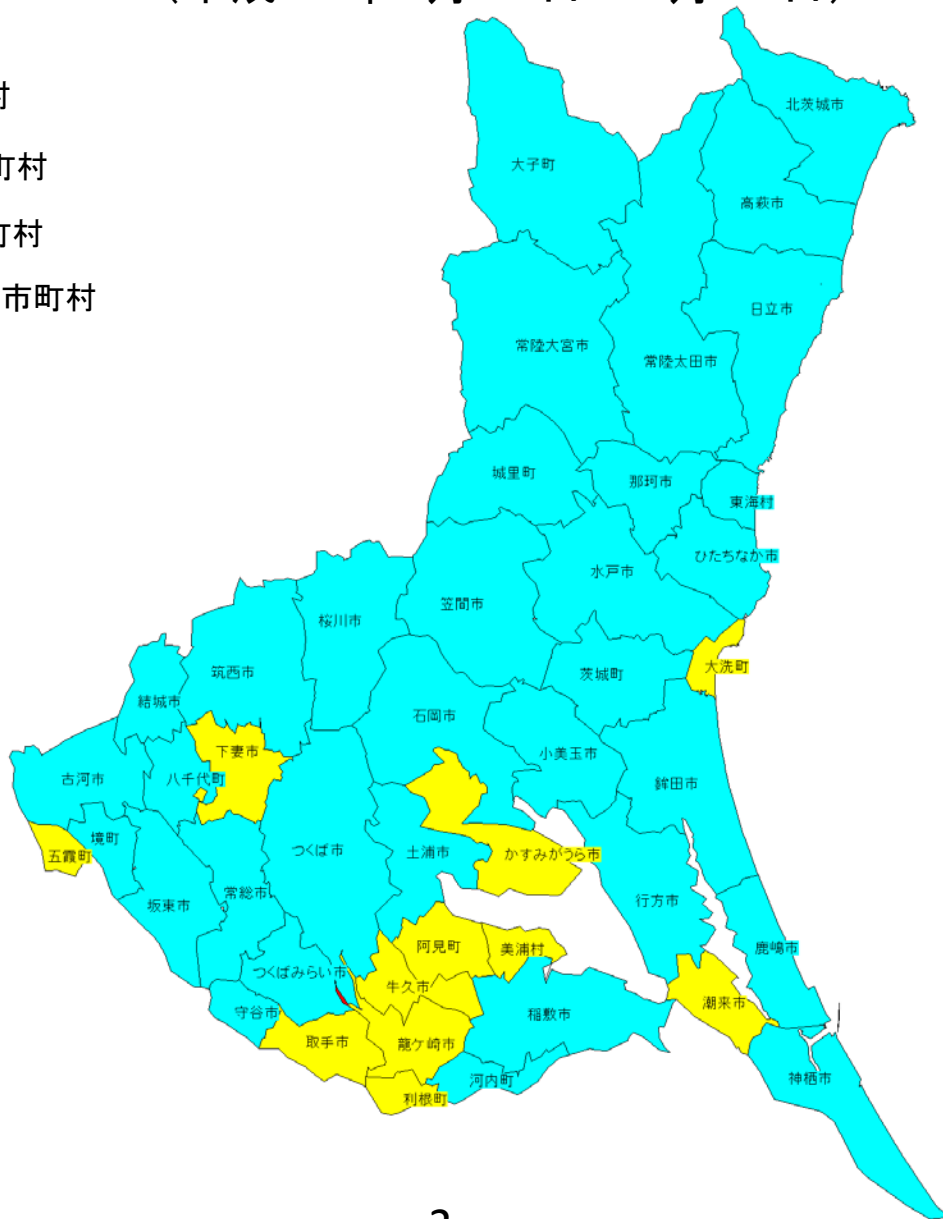 村
町村
町村
市町村
北茨城市
大子町
高萩市
日立市
常陸大宮市
常陸太田市
城里町
那珂市
東海村
ひたちなか市
水戸市
笠間市
桜川市
大洗町
茨城町
筑西市
結城市
石岡市
小美玉市
下妻市
古河市
八千代町
鉾田市
境町
五霞町
つくば市
土浦市
かすみがうら市
常総市
坂東市
行方市
阿見町
美浦村
鹿嶋市
つくばみらい市
牛久市
潮来市
守谷市
稲敷市
取手市
龍ケ崎市
河内町
神栖市
利根町